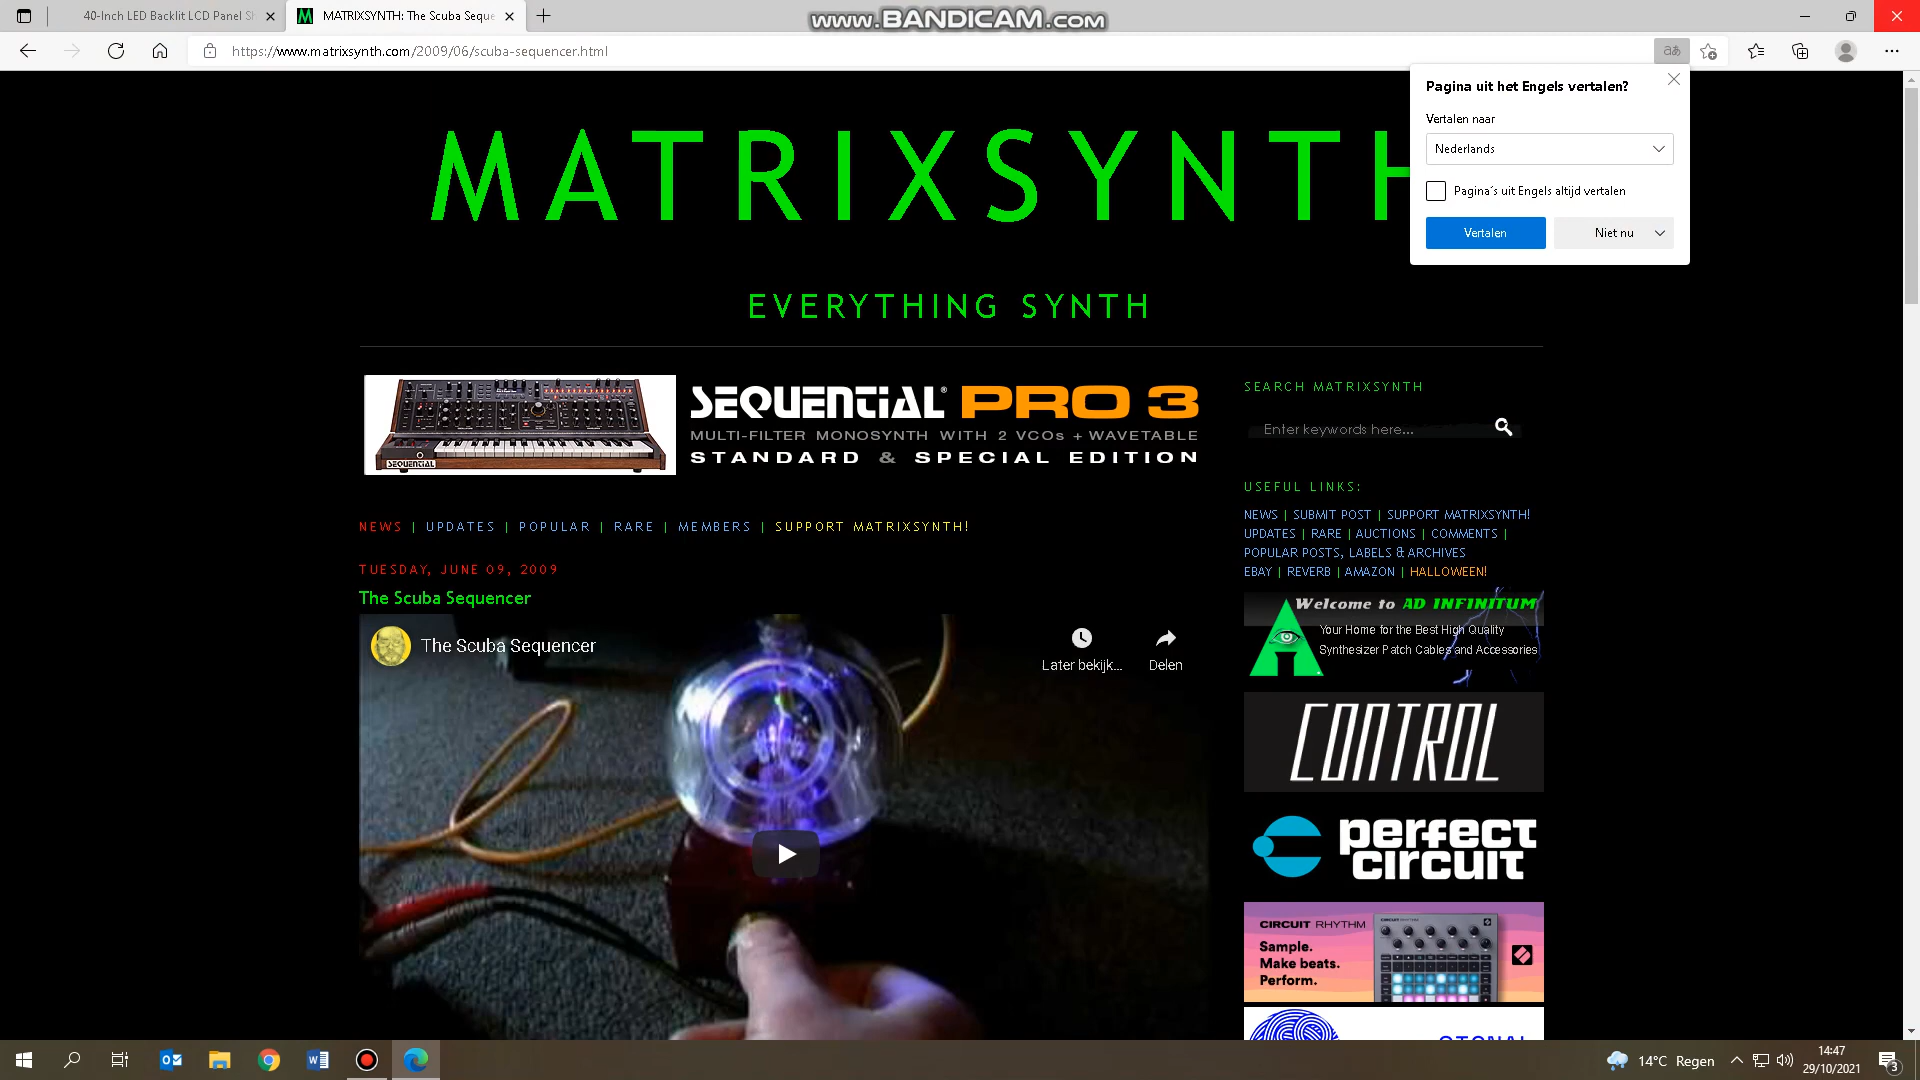 40-Inch LED Backlit LCD Panel Sh
MATRIXSYNTH: The Scuba Seque
www.BANDICAM.com
https://www.matrixsynth.com/2009/06/scuba-sequencer.html
aあ
Pagina uit het Engels vertalen?
Vertalen naar
Nederlands
Pagina's uit Engels altijd vertalen
Vertalen
Niet nu
MATRIXSYNTH
EVERYTHING SYNTH
SEQUENTIAL
SEQUENTIAL® PRO 3
MULTI-FILTER MONOSYNTH WITH 2 VCOs + WAVETABLE
STANDARD & SPECIAL EDITION
NEWS | UPDATES | POPULAR | RARE | MEMBERS | SUPPORT MATRIXSYNTH!
TUESDAY, JUNE 09, 2009
The Scuba Sequencer
The Scuba Sequencer
Later bekijk...
Delen
SEARCH MATRIXSYNTH
Enter keywords here...
USEFUL LINKS:
NEWS | SUBMIT POST | SUPPORT MATRIXSYNTH!
UPDATES | RARE | AUCTIONS | COMMENTS |
POPULAR POSTS, LABELS & ARCHIVES
EBAY | REVERB | AMAZON | HALLOWEEN!
Welcome to AD INFINITUM
Your Home for the Best High Quality
Synthesizer Patch Cables and Accessories
CONTROL
perfect
circuit
CIRCUIT RHYTHM
Sample.
Make beats.
Perform.
14°C Regen
14:47
29/10/2021
3